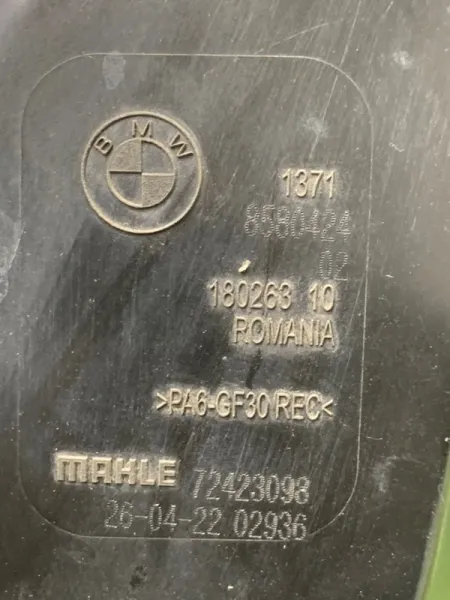 BMW
1371
8580424
02
180263 10
ROMANIA
>PA6-GF30 REC<
MAHLE 72423098
26-04-22 02936